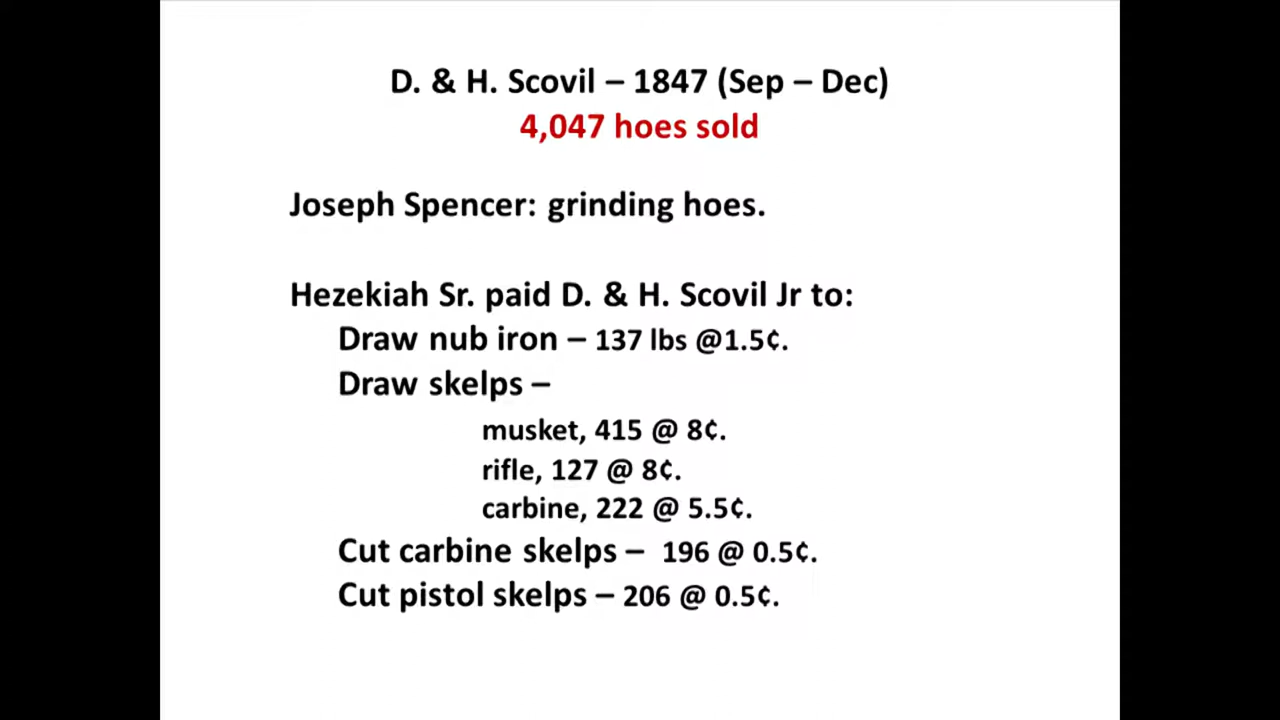 D. & H. Scovil – 1847 (Sep – Dec)
4,047 hoes sold
Joseph Spencer: grinding hoes.
Hezekiah Sr. paid D. & H. Scovil Jr to:
Draw nub iron – 137 lbs @1.5¢.
Draw skelps –
musket, 415 @ 8¢.
rifle, 127 @ 8¢.
carbine, 222 @ 5.5¢.
Cut carbine skelps – 196 @ 0.5¢.
Cut pistol skelps – 206 @ 0.5¢.